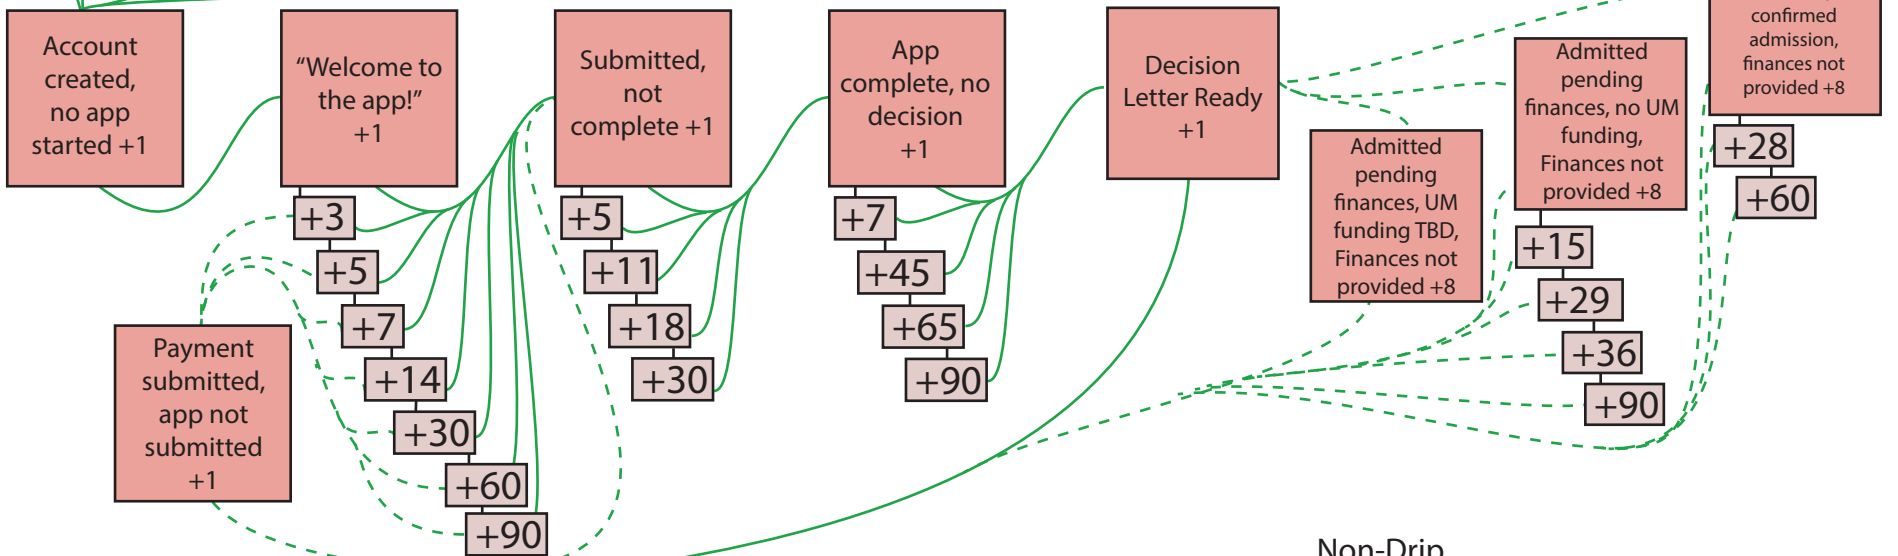 Account
created,
no app
started +1
“Welcome to
the app!”
+1
+3
+5
+7
+14
+30
+60
+90
Payment
submitted,
app not
submitted
+1
Submitted,
not
complete +1
+5
+11
+18
+30
App
complete, no
decision
+1
+7
+45
+65
+90
Decision
Letter Ready
+1
Admitted
pending
finances, UM
funding TBD,
Finances not
provided +8
Admitted
pending
finances, no UM
funding,
Finances not
provided +8
+15
+29
+36
+90
confirmed
admission,
finances not
provided +8
+28
+60
Non-Drip